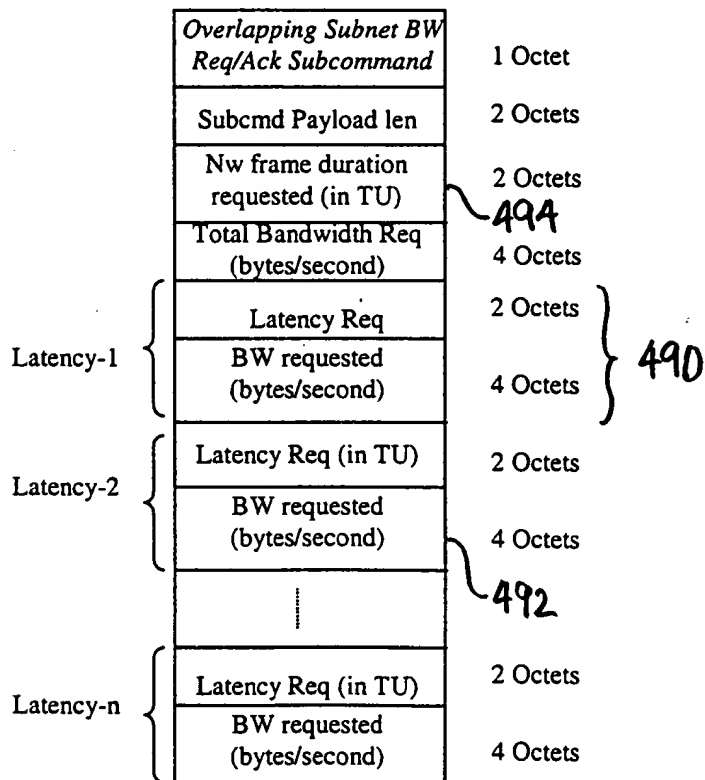 Overlapping Subnet BW
Req/Ack Subcommand
1 Octet
Subcmd Payload len
2 Octets
Nw frame duration
requested (in TU)
2 Octets
494
Total Bandwidth Req
(bytes/second)
4 Octets
Latency-1
Latency Req
2 Octets
BW requested
(bytes/second)
4 Octets
490
Latency-2
Latency Req (in TU)
2 Octets
BW requested
(bytes/second)
4 Octets
492
Latency-n
Latency Req (in TU)
2 Octets
BW requested
(bytes/second)
4 Octets